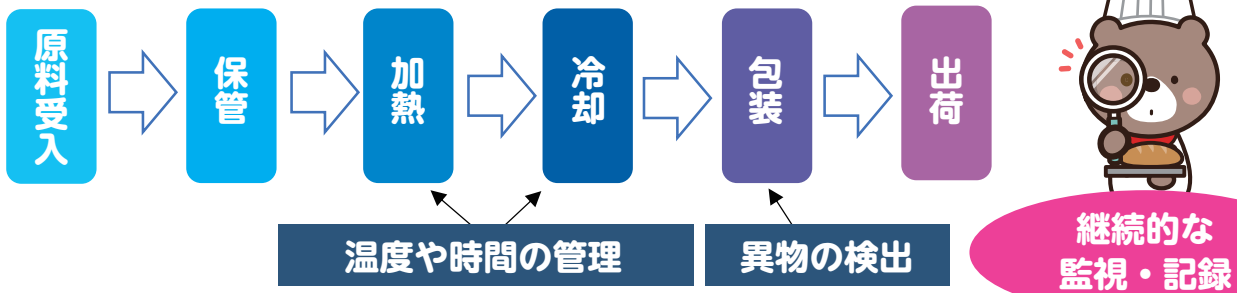 原料受入
保管
加熱
冷却
包装
出荷
温度や時間の管理
異物の検出
継続的な
監視・記録